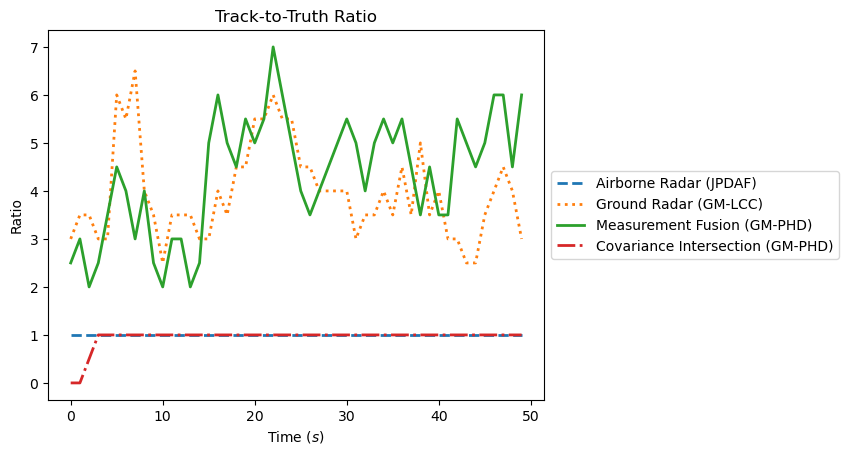 Track-to-Truth Ratio
Ratio
7
6
5
4
3
2
1
0
0 10 20 30 40 50
Time (s)
Airborne Radar (JPDAF)
Ground Radar (GM-LCC)
Measurement Fusion (GM-PHD)
Covariance Intersection (GM-PHD)